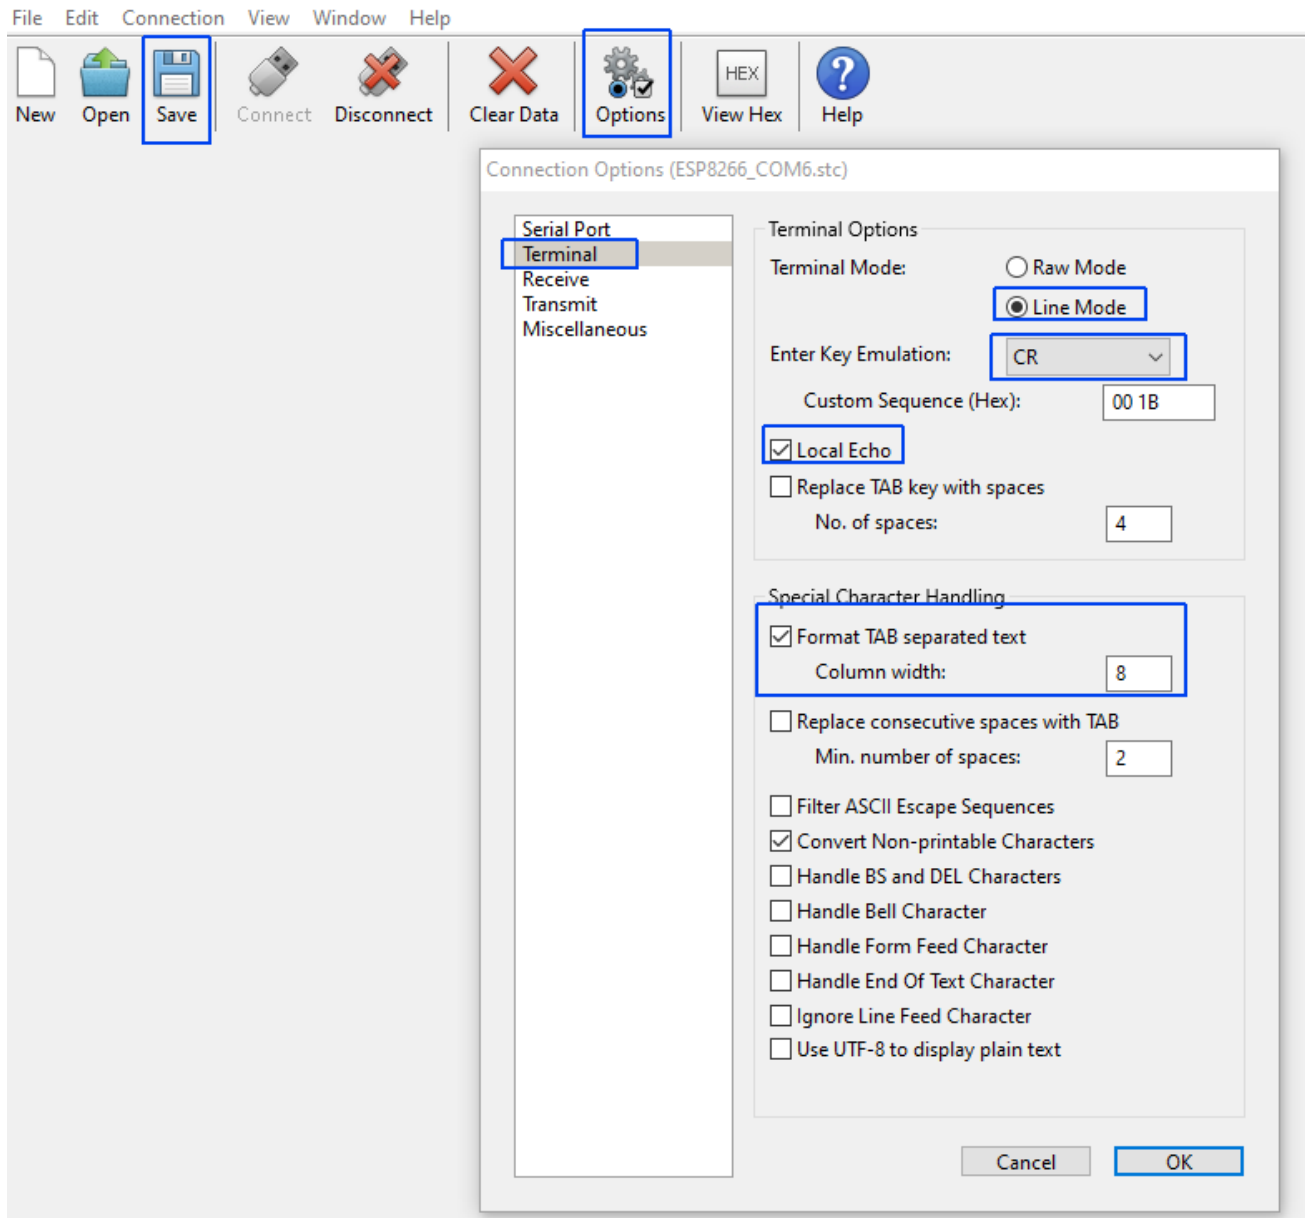 File Edit Connection View Window Help
HEX
New Open Save Connect Disconnect Clear Data Options View Hex Help
Connection Options (ESP8266_COM6.stc)
Serial Port
Terminal
Receive
Transmit
Miscellaneous
Terminal Options
Terminal Mode: Raw Mode
Line Mode
Enter Key Emulation: CR
Custom Sequence (Hex): 00 1B
Local Echo
Replace TAB key with spaces
No. of spaces: 4
Special Character Handling
Format TAB separated text
Column width: 8
Replace consecutive spaces with TAB
Min. number of spaces: 2
Filter ASCII Escape Sequences
Convert Non-printable Characters
Handle BS and DEL Characters
Handle Bell Character
Handle Form Feed Character
Handle End Of Text Character
Ignore Line Feed Character
Use UTF-8 to display plain text
Cancel OK